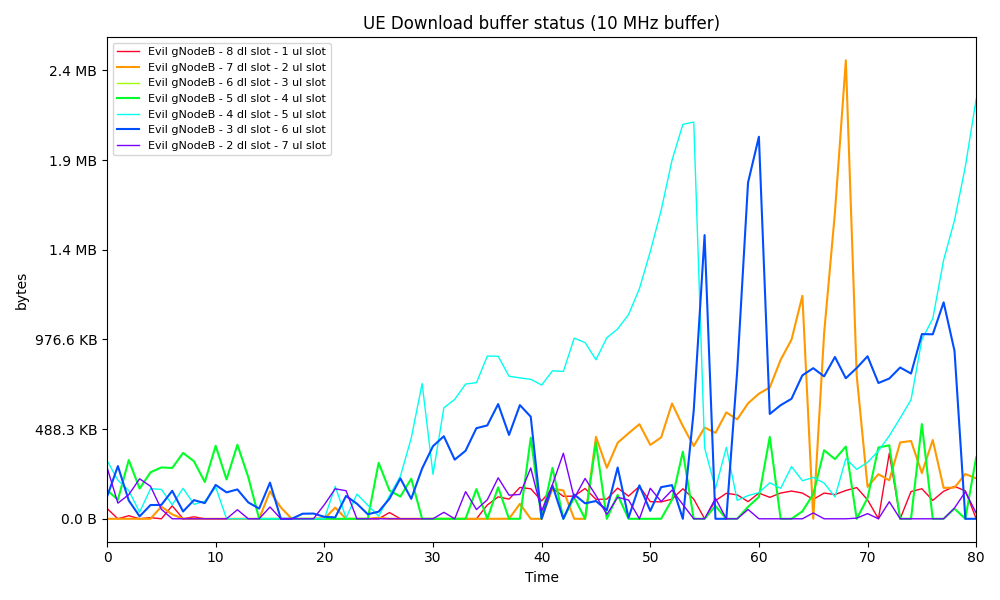 UE Download buffer status (10 MHz buffer)
Evil gNodeB - 8 dl slot - 1 ul slot
Evil gNodeB - 7 dl slot - 2 ul slot
Evil gNodeB - 6 dl slot - 3 ul slot
Evil gNodeB - 5 dl slot - 4 ul slot
Evil gNodeB - 4 dl slot - 5 ul slot
Evil gNodeB - 3 dl slot - 6 ul slot
Evil gNodeB - 2 dl slot - 7 ul slot
2.4 MB
1.9 MB
1.4 MB
976.6 KB
488.3 KB
0.0 B
bytes
0 10 20 30 40 50 60 70 80
Time